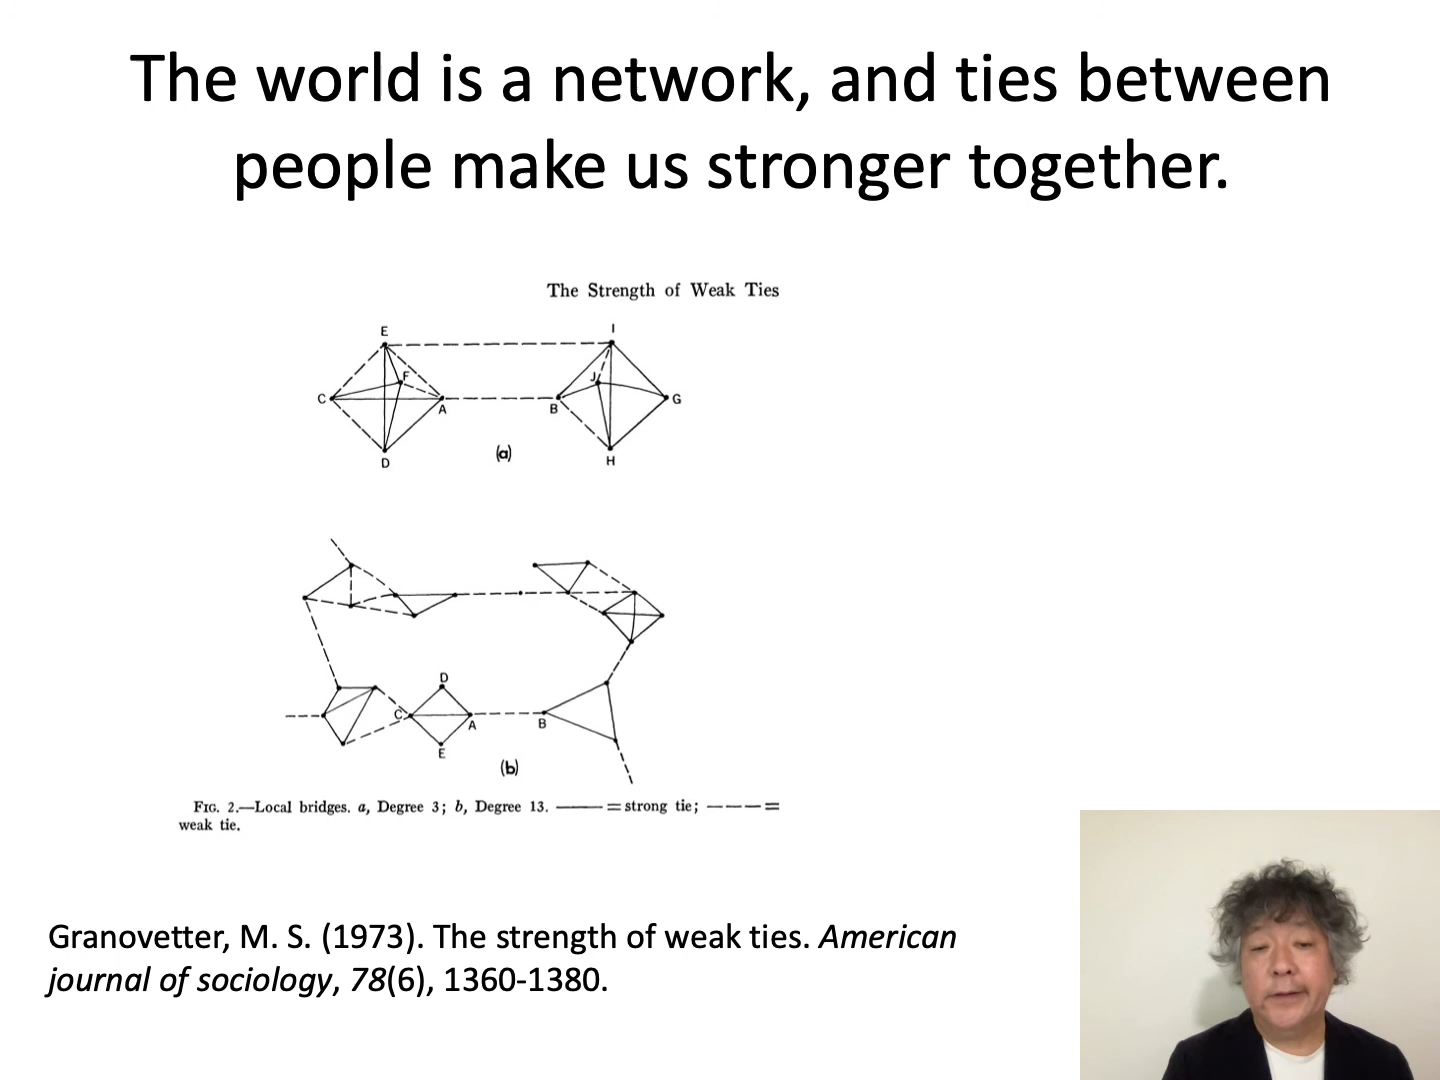 The world is a network, and ties between
people make us stronger together.
The Strength of Weak Ties
E
I
F
J
C
A
B
G
D
(a)
H
D
C
A
B
E
(b)
FIG. 2.—Local bridges. a, Degree 3; b, Degree 13. ——— = strong tie; — — — =
weak tie.
Granovetter, M. S. (1973). The strength of weak ties. American
journal of sociology, 78(6), 1360-1380.